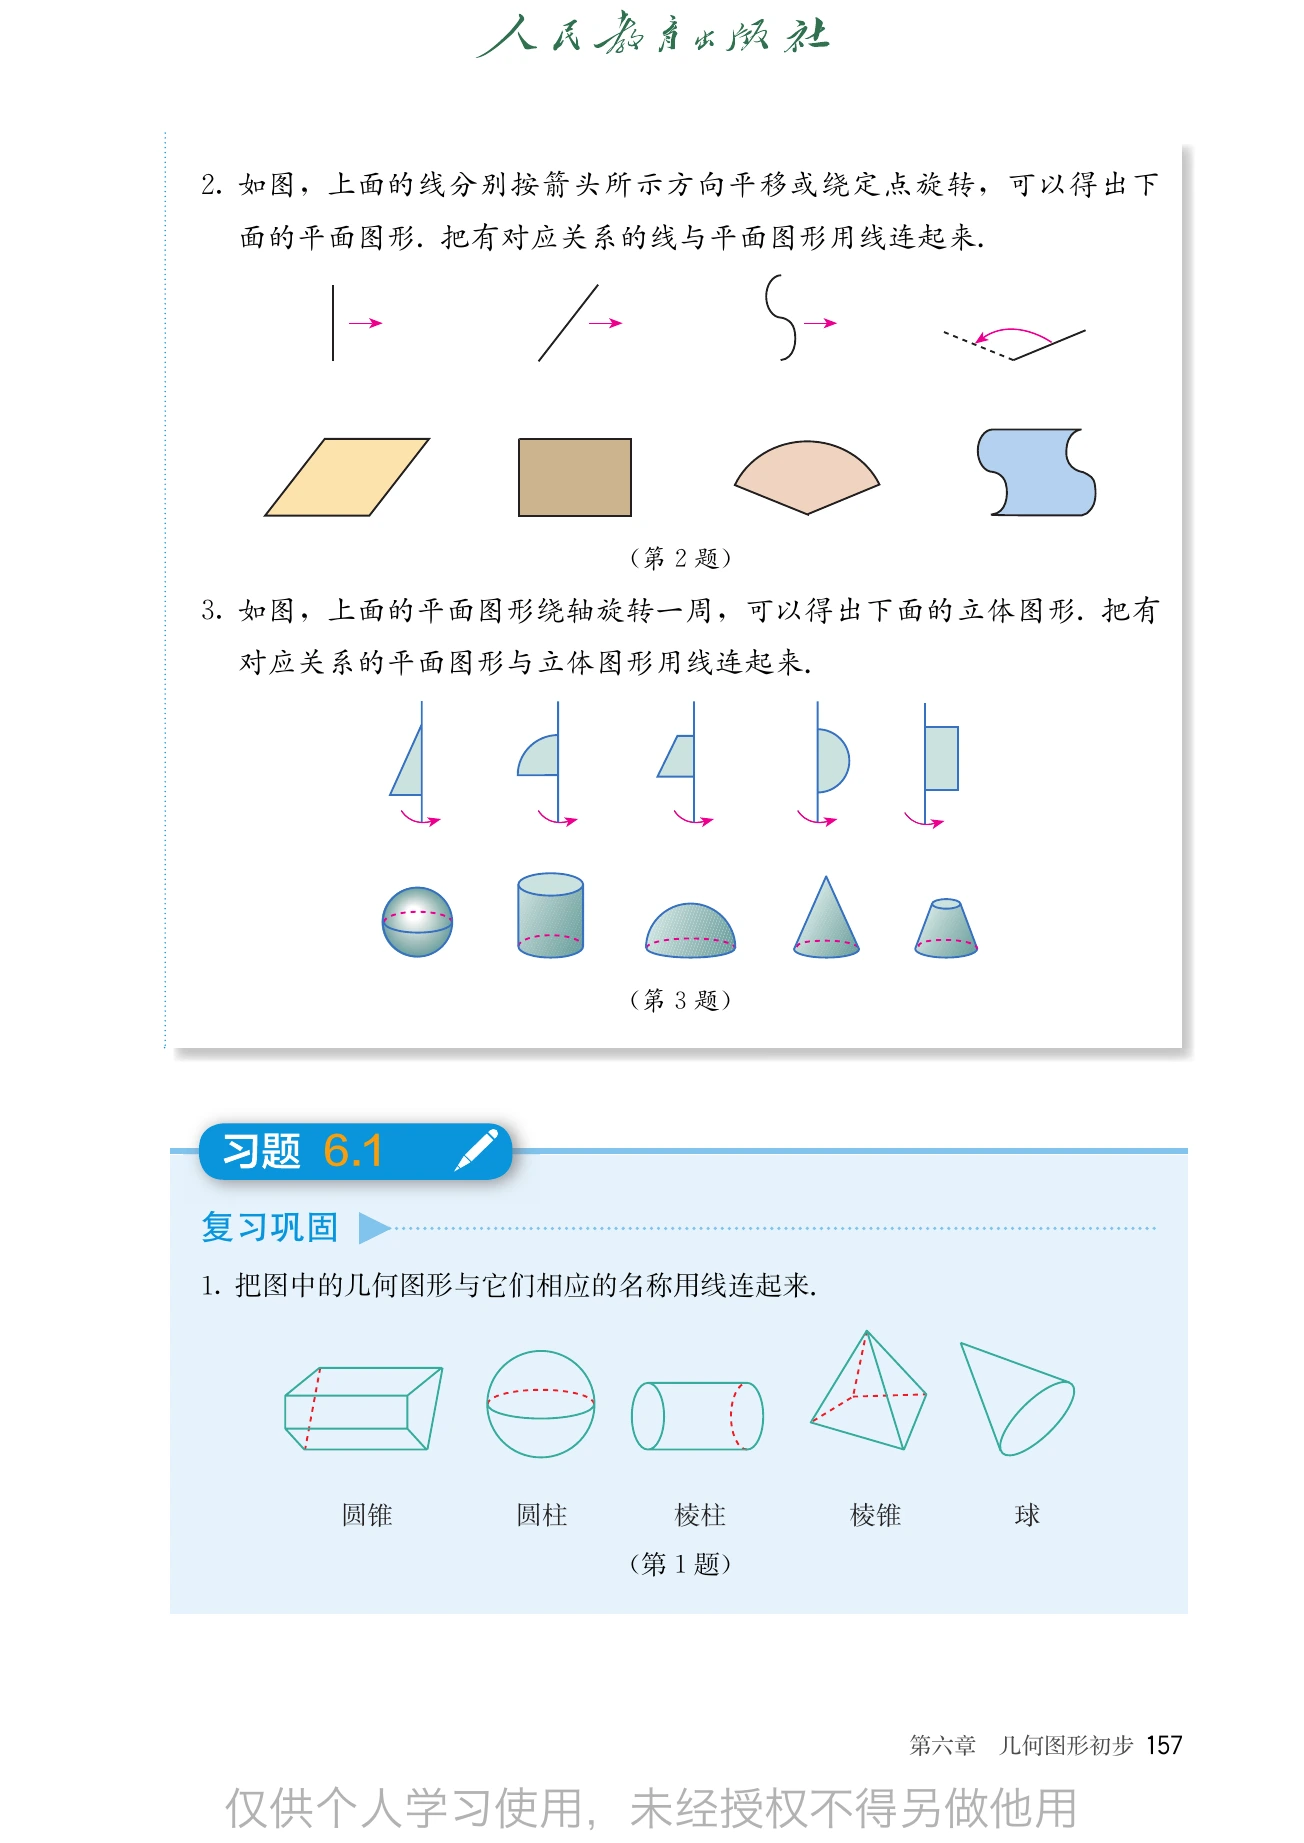 人民教育出版社
2. 如图，上面的线分别按箭头所示方向平移或绕定点旋转，可以得出下
面的平面图形. 把有对应关系的线与平面图形用线连起来.
（第 2 题）
3. 如图，上面的平面图形绕轴旋转一周，可以得出下面的立体图形. 把有
对应关系的平面图形与立体图形用线连起来.
（第 3 题）
习题 6.1
复习巩固
1. 把图中的几何图形与它们相应的名称用线连起来.
圆锥 圆柱 棱柱 棱锥 球
（第 1 题）
第六章 几何图形初步 157
仅供个人学习使用，未经授权不得另做他用